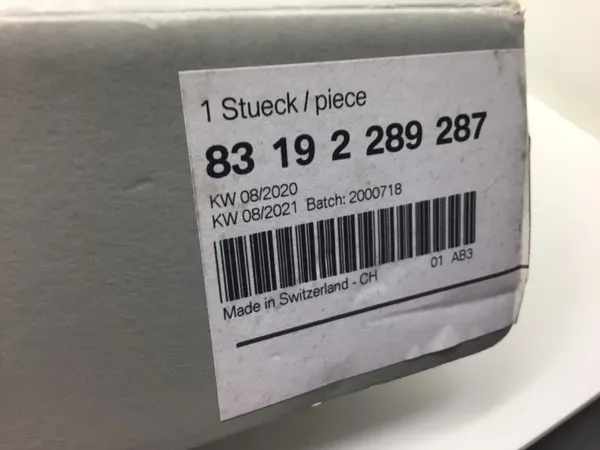 1 Stueck / piece
83 19 2 289 287
KW 08/2020
KW 08/2021 Batch: 2000718
01 AB3
Made in Switzerland - CH